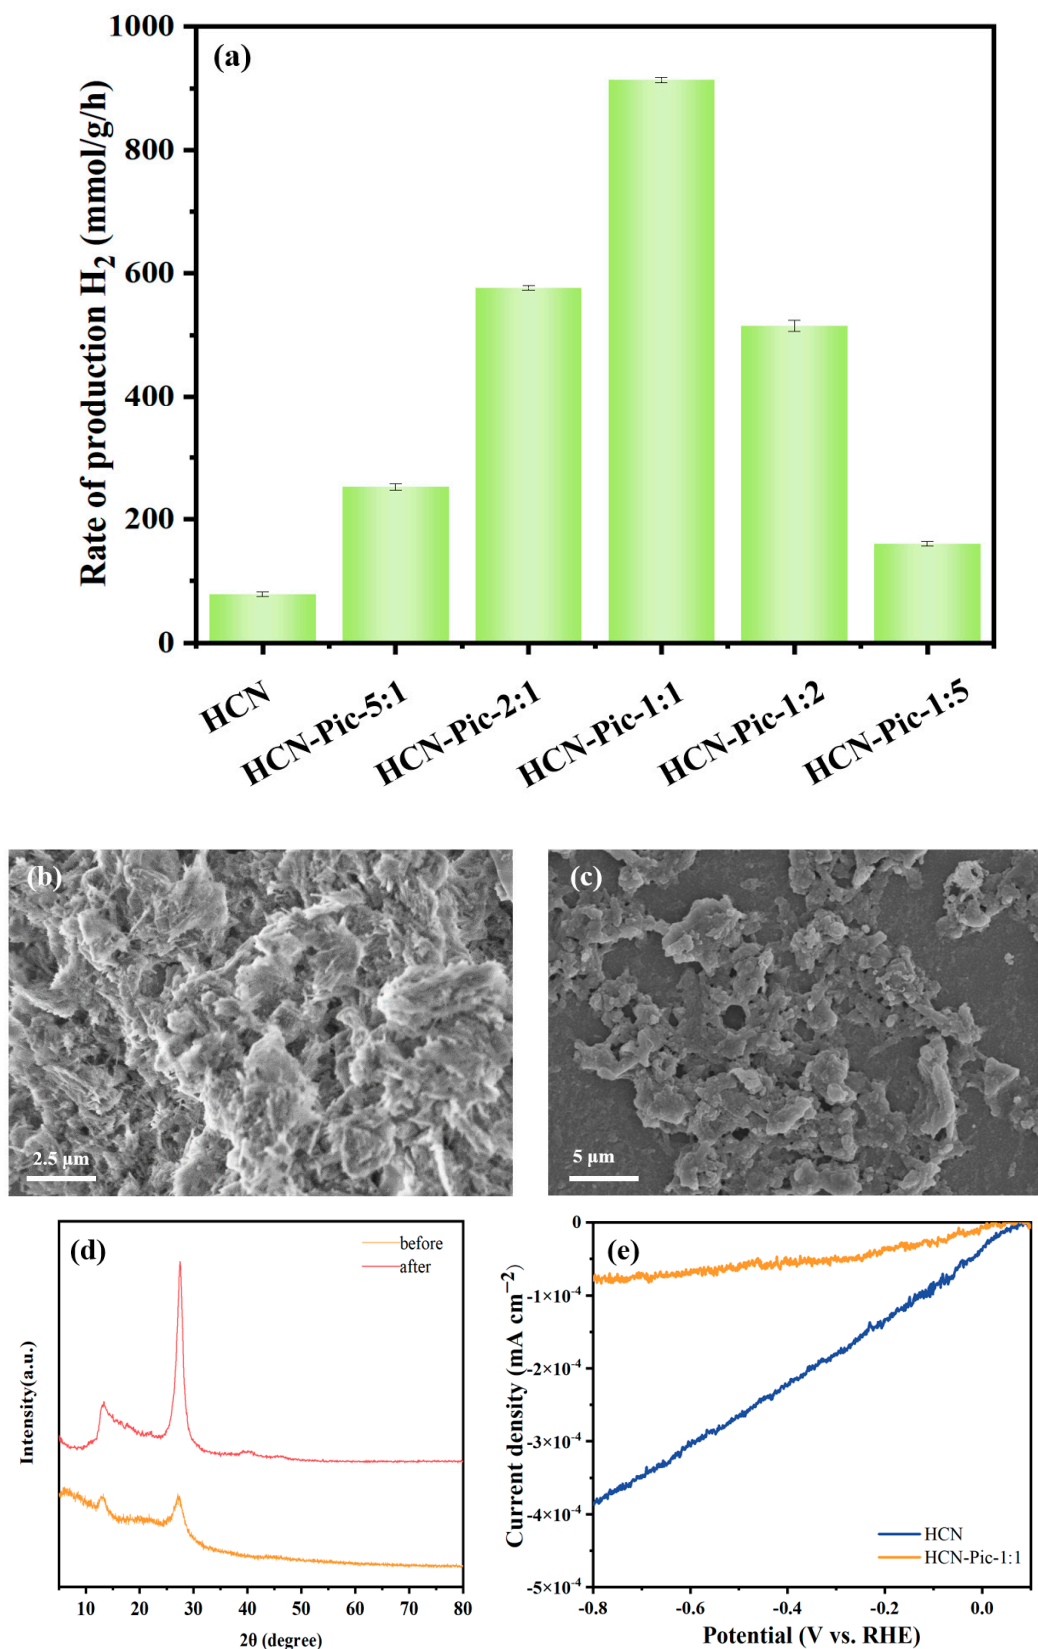 (a)
Rate of production H₂ (mmol/g/h)
1000
800
600
400
200
0
HCN
HCN-Pic-5:1
HCN-Pic-2:1
HCN-Pic-1:1
HCN-Pic-1:2
HCN-Pic-1:5
(b)
2.5 μm
(c)
5 μm
(d)
before
after
Intensity(a.u.)
10 20 30 40 50 60 70 80
2θ (degree)
(e)
Current density (mA cm⁻²)
0
-1×10⁻⁴
-2×10⁻⁴
-3×10⁻⁴
-4×10⁻⁴
-5×10⁻⁴
HCN
HCN-Pic-1:1
-0.8 -0.6 -0.4 -0.2 0.0
Potential (V vs. RHE)